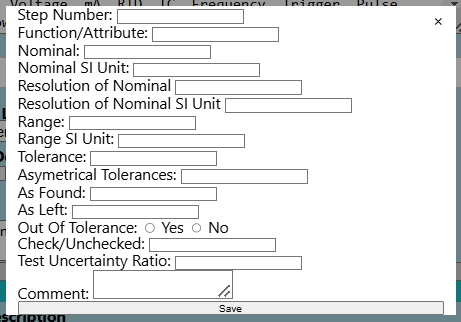 Voltage mA RTD TC Frequency Trigger Pulse
×
Step Number:
Function/Attribute:
Nominal:
Nominal SI Unit:
Resolution of Nominal
Resolution of Nominal SI Unit
Range:
Range SI Unit:
Tolerance:
Asymetrical Tolerances:
As Found:
As Left:
Out Of Tolerance: Yes No
Check/Unchecked:
Test Uncertainty Ratio:
Comment:
Save